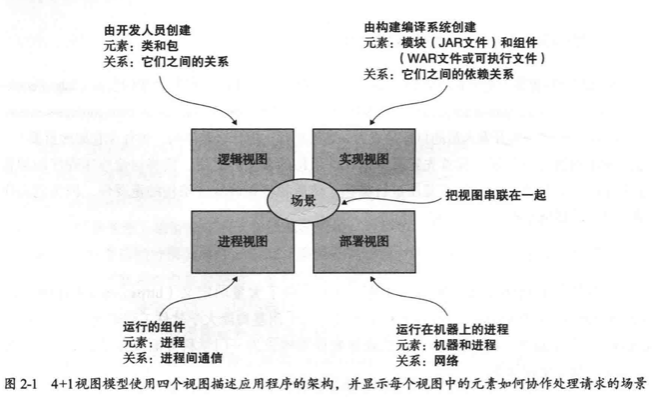 由开发人员创建
元素：类和包
关系：它们之间的关系
由构建编译系统创建
元素：模块（JAR文件）和组件
（WAR文件或可执行文件）
关系：它们之间的依赖关系
逻辑视图
实现视图
场景
把视图串联在一起
进程视图
部署视图
运行的组件
元素：进程
关系：进程间通信
运行在机器上的进程
元素：机器和进程
关系：网络
图 2-1 4+1视图模型使用四个视图描述应用程序的架构，并显示每个视图中的元素如何协作处理请求的场景